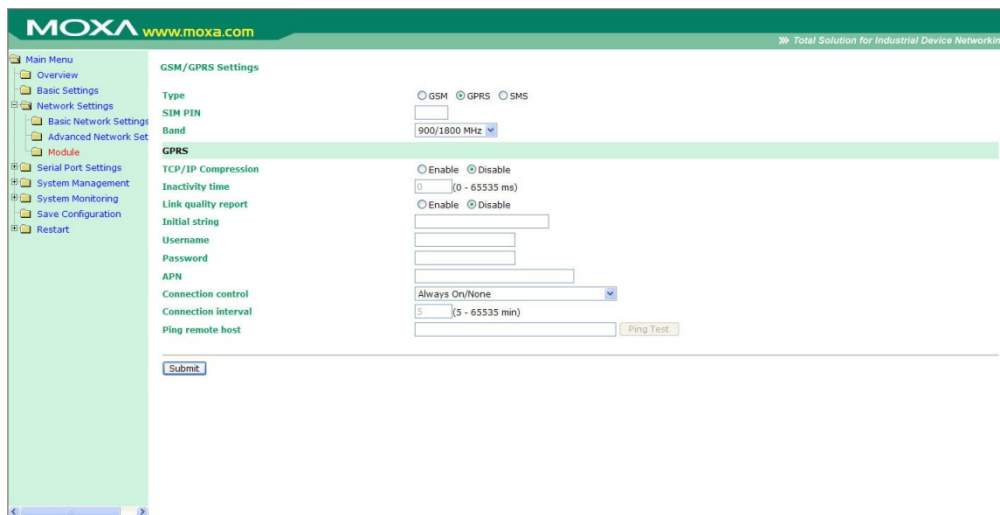 MOXA www.moxa.com
Total Solution for Industrial Device Networkin
Main Menu
Overview
Basic Settings
Network Settings
Basic Network Settings
Advanced Network Set
Module
Serial Port Settings
System Management
System Monitoring
Save Configuration
Restart
GSM/GPRS Settings
Type GSM GPRS SMS
SIM PIN
Band 900/1800 MHz
GPRS
TCP/IP Compression Enable Disable
Inactivity time 0 (0 - 65535 ms)
Link quality report Enable Disable
Initial string
Username
Password
APN
Connection control Always On/None
Connection interval 5 (5 - 65535 min)
Ping remote host Ping Test
Submit